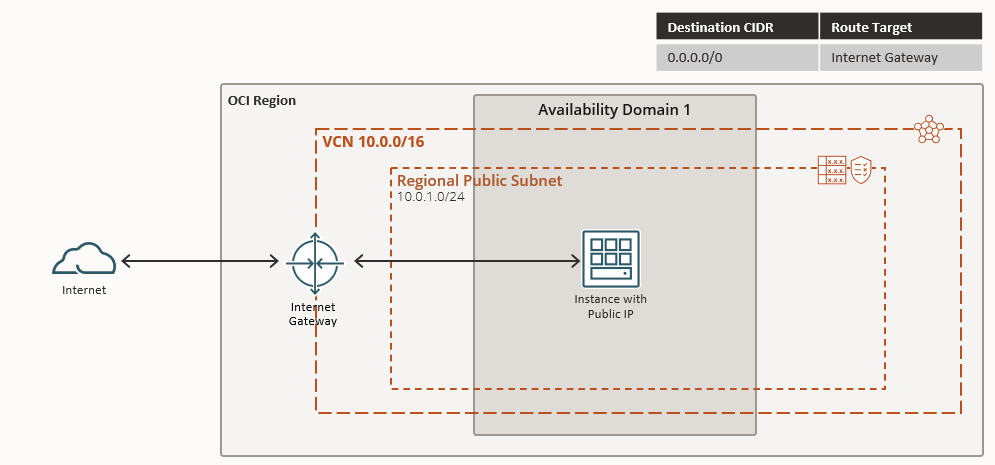 Destination CIDR
Route Target
0.0.0.0/0
Internet Gateway
OCI Region
Availability Domain 1
VCN 10.0.0/16
Regional Public Subnet
10.0.1.0/24
Internet
Internet
Gateway
Instance with
Public IP